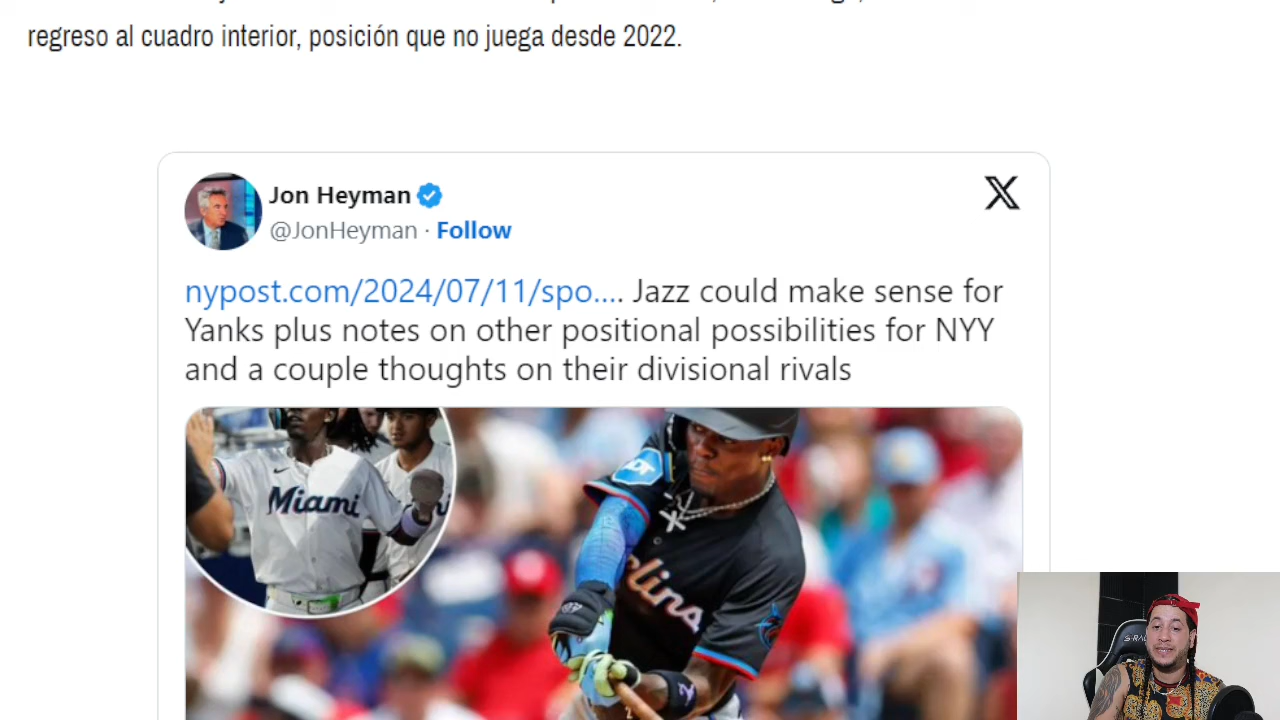 regreso al cuadro interior, posición que no juega desde 2022.
Jon Heyman
@JonHeyman · Follow
nypost.com/2024/07/11/spo.... Jazz could make sense for
Yanks plus notes on other positional possibilities for NYY
and a couple thoughts on their divisional rivals
Miami